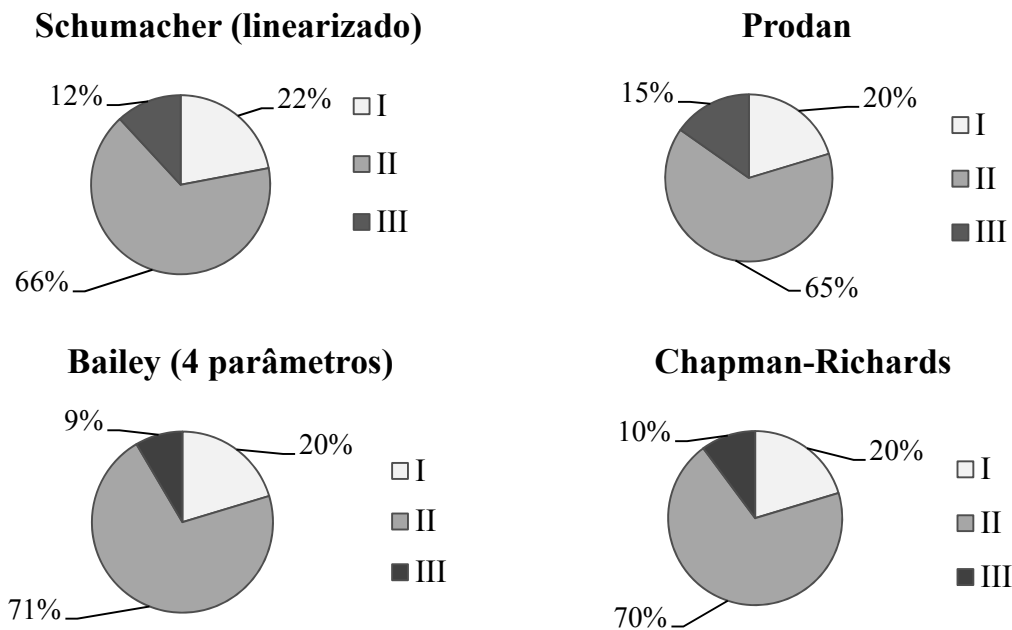 Schumacher (linearizado)
12%
22%
66%
I
II
III
Prodan
15%
20%
65%
I
II
III
Bailey (4 parâmetros)
9%
20%
71%
I
II
III
Chapman-Richards
10%
20%
70%
I
II
III